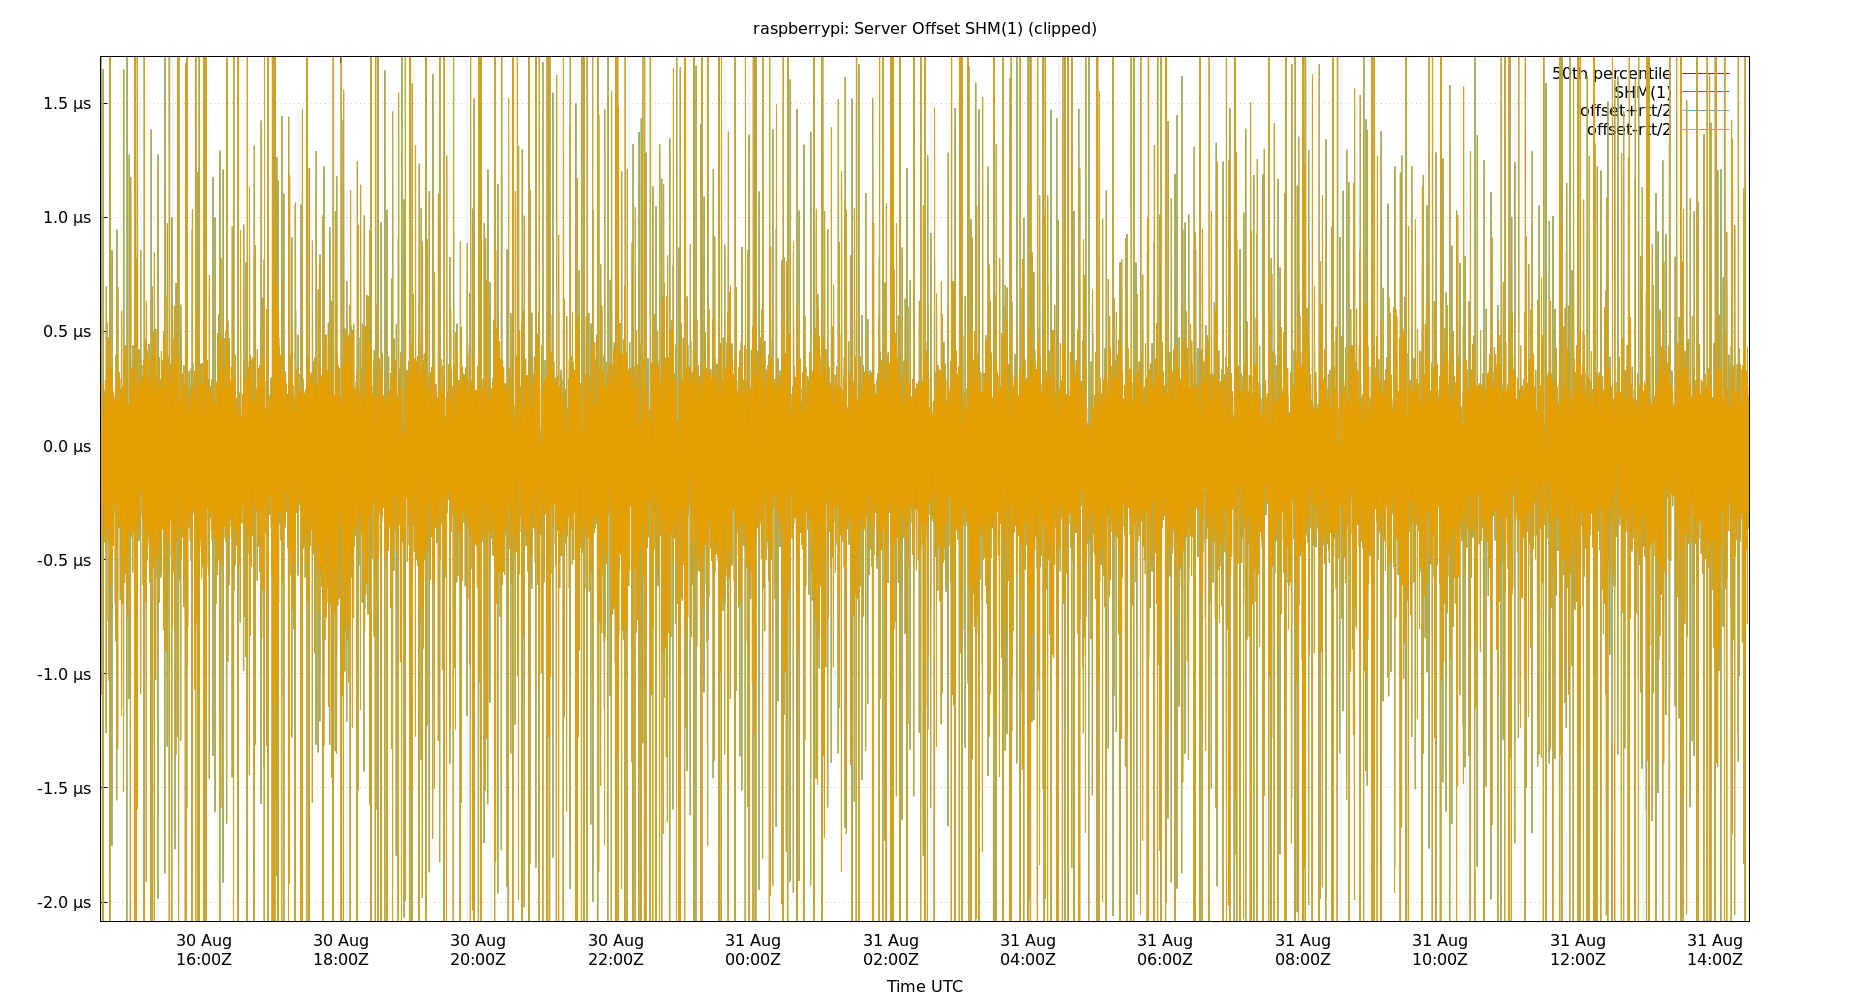 raspberrypi: Server Offset SHM(1) (clipped)
50th percentile
SHM(1)
offset+rtt/2
offset-rtt/2
1.5 µs
1.0 µs
0.5 µs
0.0 µs
-0.5 µs
-1.0 µs
-1.5 µs
-2.0 µs
30 Aug 30 Aug 30 Aug 30 Aug 31 Aug 31 Aug 31 Aug 31 Aug 31 Aug 31 Aug 31 Aug 31 Aug
16:00Z 18:00Z 20:00Z 22:00Z 00:00Z 02:00Z 04:00Z 06:00Z 08:00Z 10:00Z 12:00Z 14:00Z
Time UTC